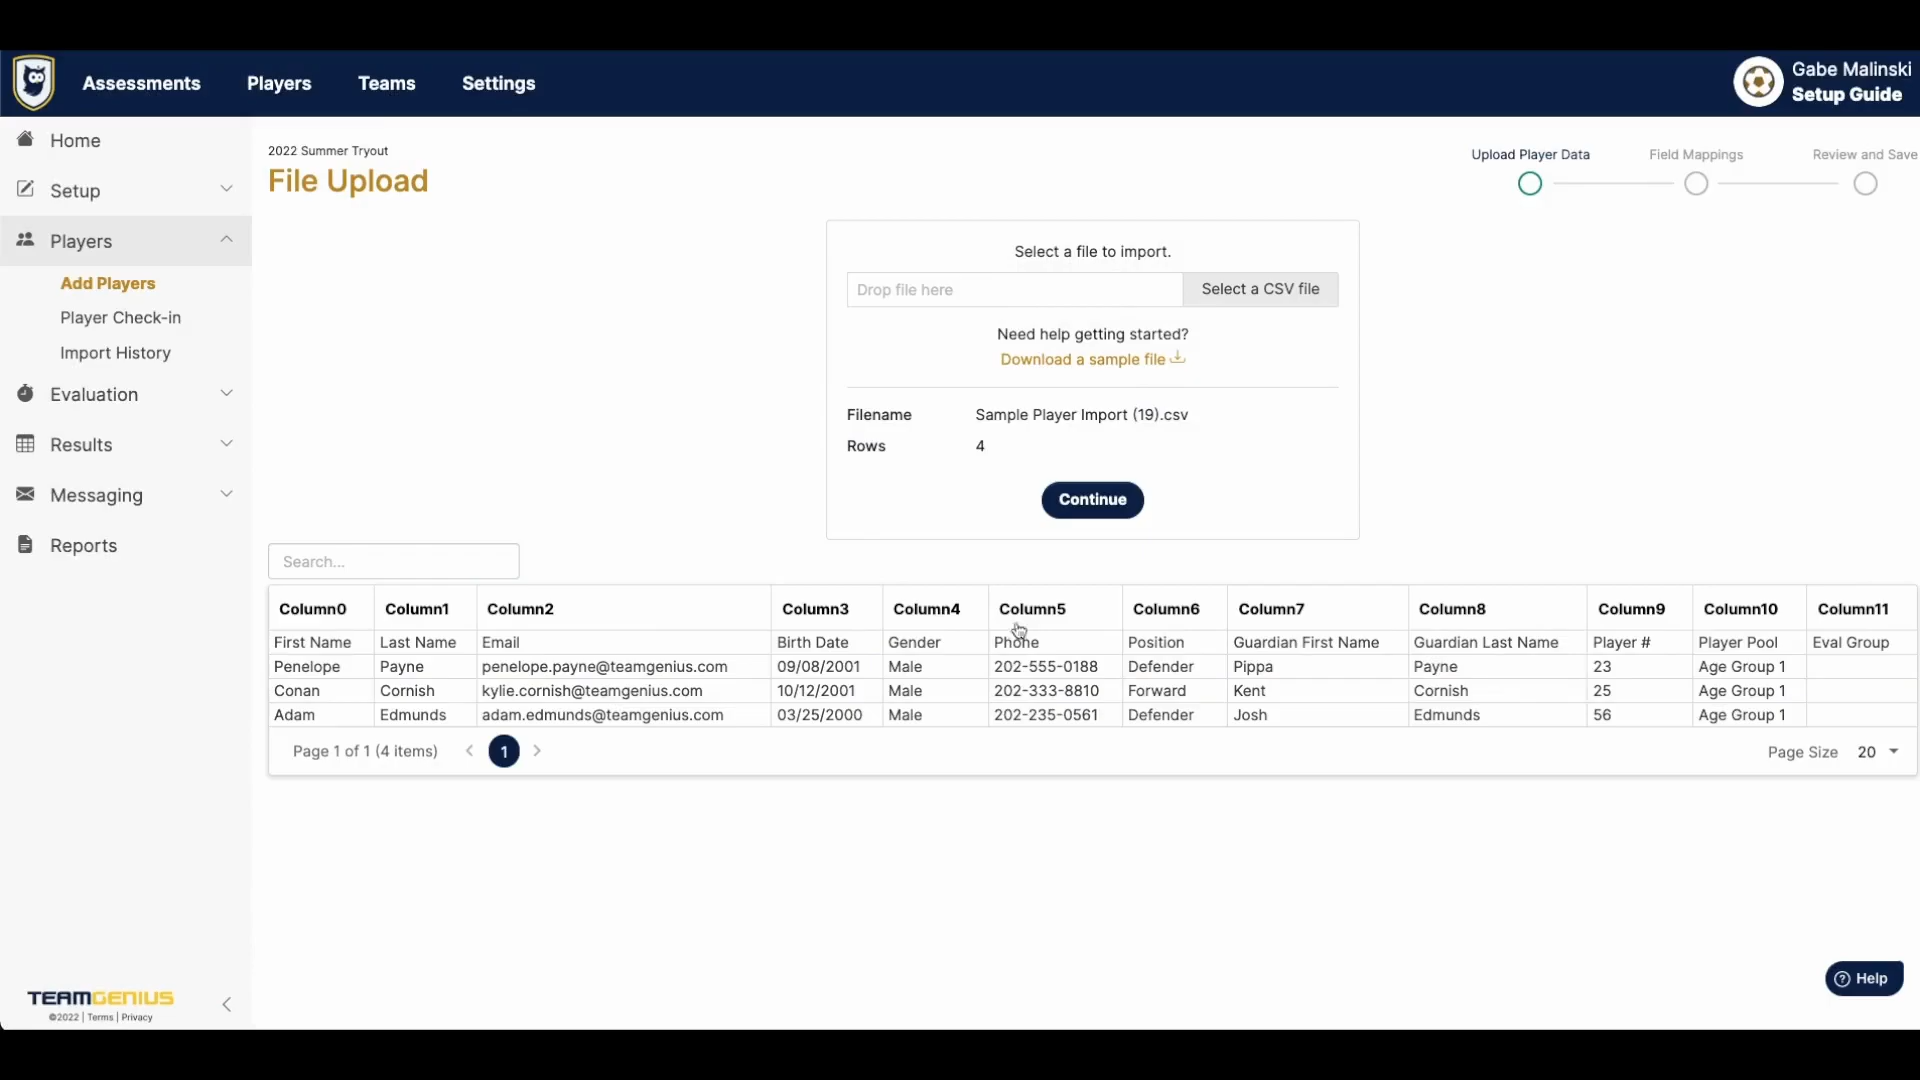 Assessments Players Teams Settings
Gabe Malinski
Setup Guide
Home
Setup
Players
Add Players
Player Check-in
Import History
Evaluation
Results
Messaging
Reports
TEAMGENIUS
©2022 | Terms | Privacy
2022 Summer Tryout
File Upload
Upload Player Data Field Mappings Review and Save
Select a file to import.
Drop file here Select a CSV file
Need help getting started?
Download a sample file
Filename Sample Player Import (19).csv
Rows 4
Continue
Search...
Column0 Column1 Column2 Column3 Column4 Column5 Column6 Column7 Column8 Column9 Column10 Column11
First Name Last Name Email Birth Date Gender Phone Position Guardian First Name Guardian Last Name Player # Player Pool Eval Group
Penelope Payne penelope.payne@teamgenius.com 09/08/2001 Male 202-555-0188 Defender Pippa Payne 23 Age Group 1
Conan Cornish kylie.cornish@teamgenius.com 10/12/2001 Male 202-333-8810 Forward Kent Cornish 25 Age Group 1
Adam Edmunds adam.edmunds@teamgenius.com 03/25/2000 Male 202-235-0561 Defender Josh Edmunds 56 Age Group 1
Page 1 of 1 (4 items) 1 Page Size 20
Help